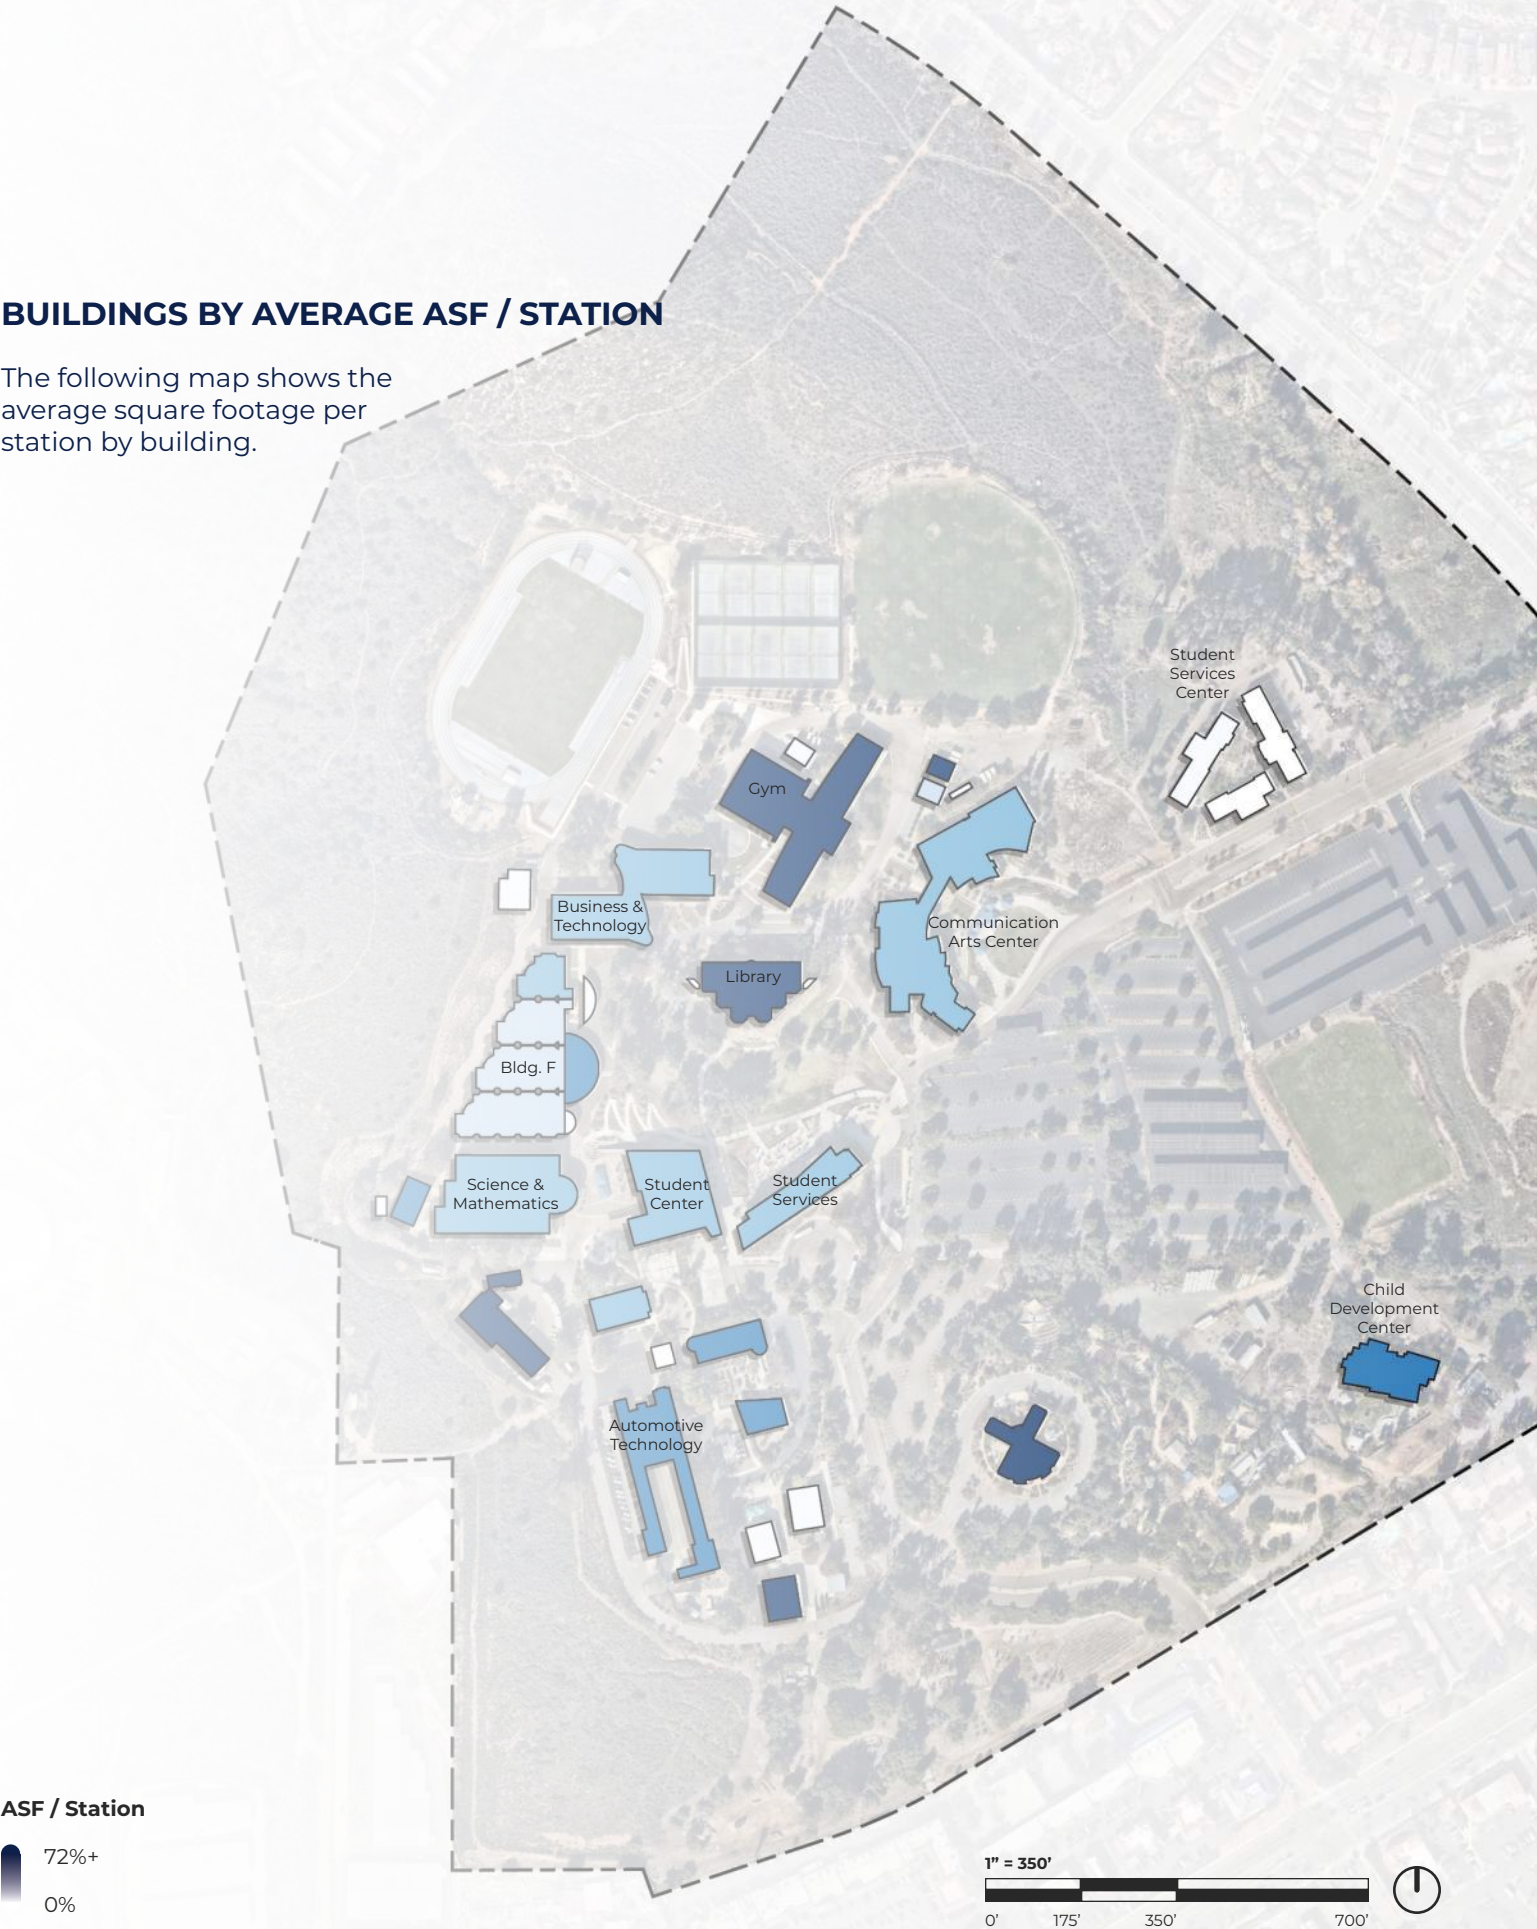 BUILDINGS BY AVERAGE ASF / STATION
The following map shows the
average square footage per
station by building.
Student
Services
Center
Gym
Business &
Technology
Communication
Arts Center
Library
Bldg. F
Science &
Mathematics
Student
Center
Student
Services
Child
Development
Center
Automotive
Technology
ASF / Station
72%+
0%
1” = 350’
0’ 175’ 350’ 700’